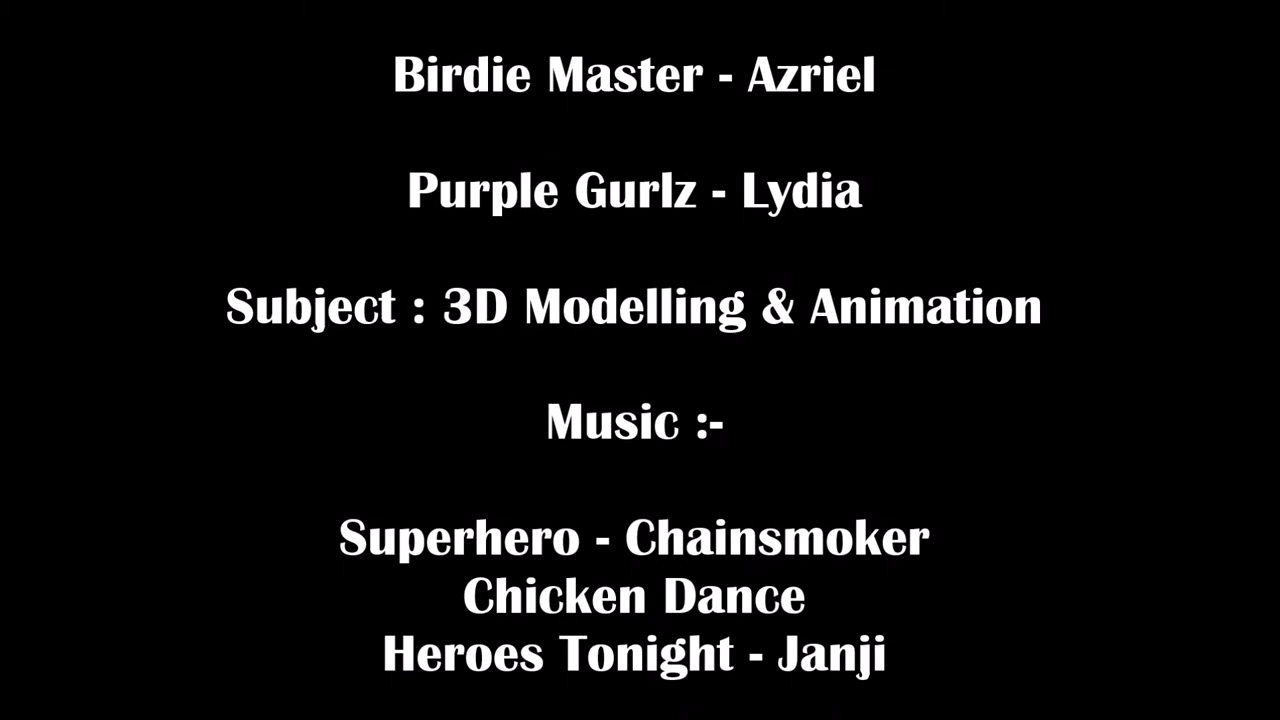 Birdie Master - Azriel
Purple Gurlz - Lydia
Subject : 3D Modelling & Animation
Music :-
Superhero - Chainsmoker
Chicken Dance
Heroes Tonight - Janji